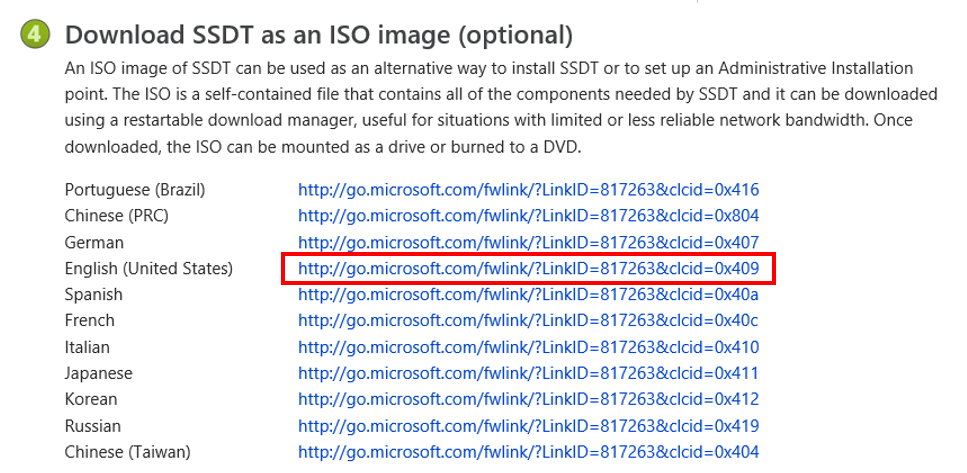 4 Download SSDT as an ISO image (optional)
An ISO image of SSDT can be used as an alternative way to install SSDT or to set up an Administrative Installation
point. The ISO is a self-contained file that contains all of the components needed by SSDT and it can be downloaded
using a restartable download manager, useful for situations with limited or less reliable network bandwidth. Once
downloaded, the ISO can be mounted as a drive or burned to a DVD.
Portuguese (Brazil) http://go.microsoft.com/fwlink/?LinkID=817263&clcid=0x416
Chinese (PRC) http://go.microsoft.com/fwlink/?LinkID=817263&clcid=0x804
German http://go.microsoft.com/fwlink/?LinkID=817263&clcid=0x407
English (United States) http://go.microsoft.com/fwlink/?LinkID=817263&clcid=0x409
Spanish http://go.microsoft.com/fwlink/?LinkID=817263&clcid=0x40a
French http://go.microsoft.com/fwlink/?LinkID=817263&clcid=0x40c
Italian http://go.microsoft.com/fwlink/?LinkID=817263&clcid=0x410
Japanese http://go.microsoft.com/fwlink/?LinkID=817263&clcid=0x411
Korean http://go.microsoft.com/fwlink/?LinkID=817263&clcid=0x412
Russian http://go.microsoft.com/fwlink/?LinkID=817263&clcid=0x419
Chinese (Taiwan) http://go.microsoft.com/fwlink/?LinkID=817263&clcid=0x404